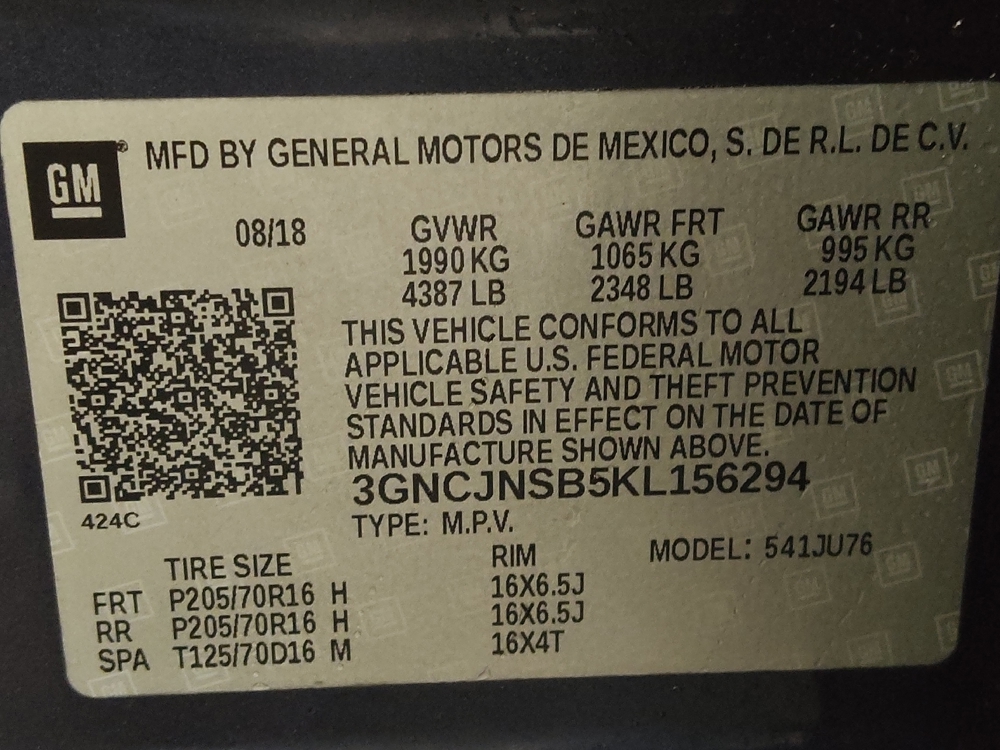 GM® MFD BY GENERAL MOTORS DE MEXICO, S. DE R.L. DE C.V.
08/18 GVWR GAWR FRT GAWR RR
1990 KG 1065 KG 995 KG
4387 LB 2348 LB 2194 LB
THIS VEHICLE CONFORMS TO ALL
APPLICABLE U.S. FEDERAL MOTOR
VEHICLE SAFETY AND THEFT PREVENTION
STANDARDS IN EFFECT ON THE DATE OF
MANUFACTURE SHOWN ABOVE.
3GNCJNSB5KL156294
424C
TYPE: M.P.V.
MODEL: 541JU76
TIRE SIZE RIM
FRT P205/70R16 H 16X6.5J
RR P205/70R16 H 16X6.5J
SPA T125/70D16 M 16X4T